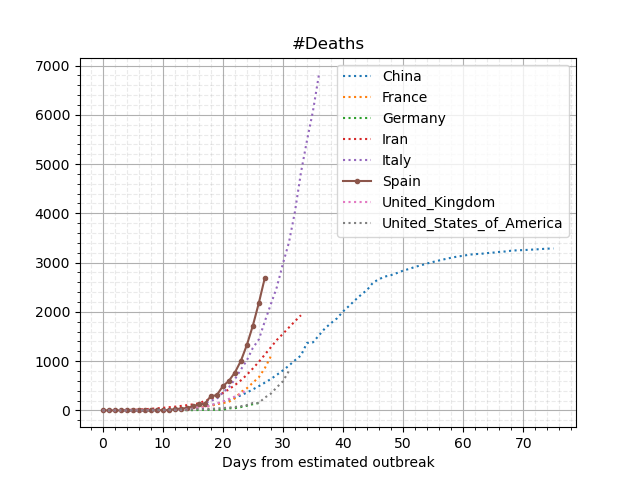 #Deaths
7000
6000
5000
4000
3000
2000
1000
0
China
France
Germany
Iran
Italy
Spain
United_Kingdom
United_States_of_America
0 10 20 30 40 50 60 70
Days from estimated outbreak